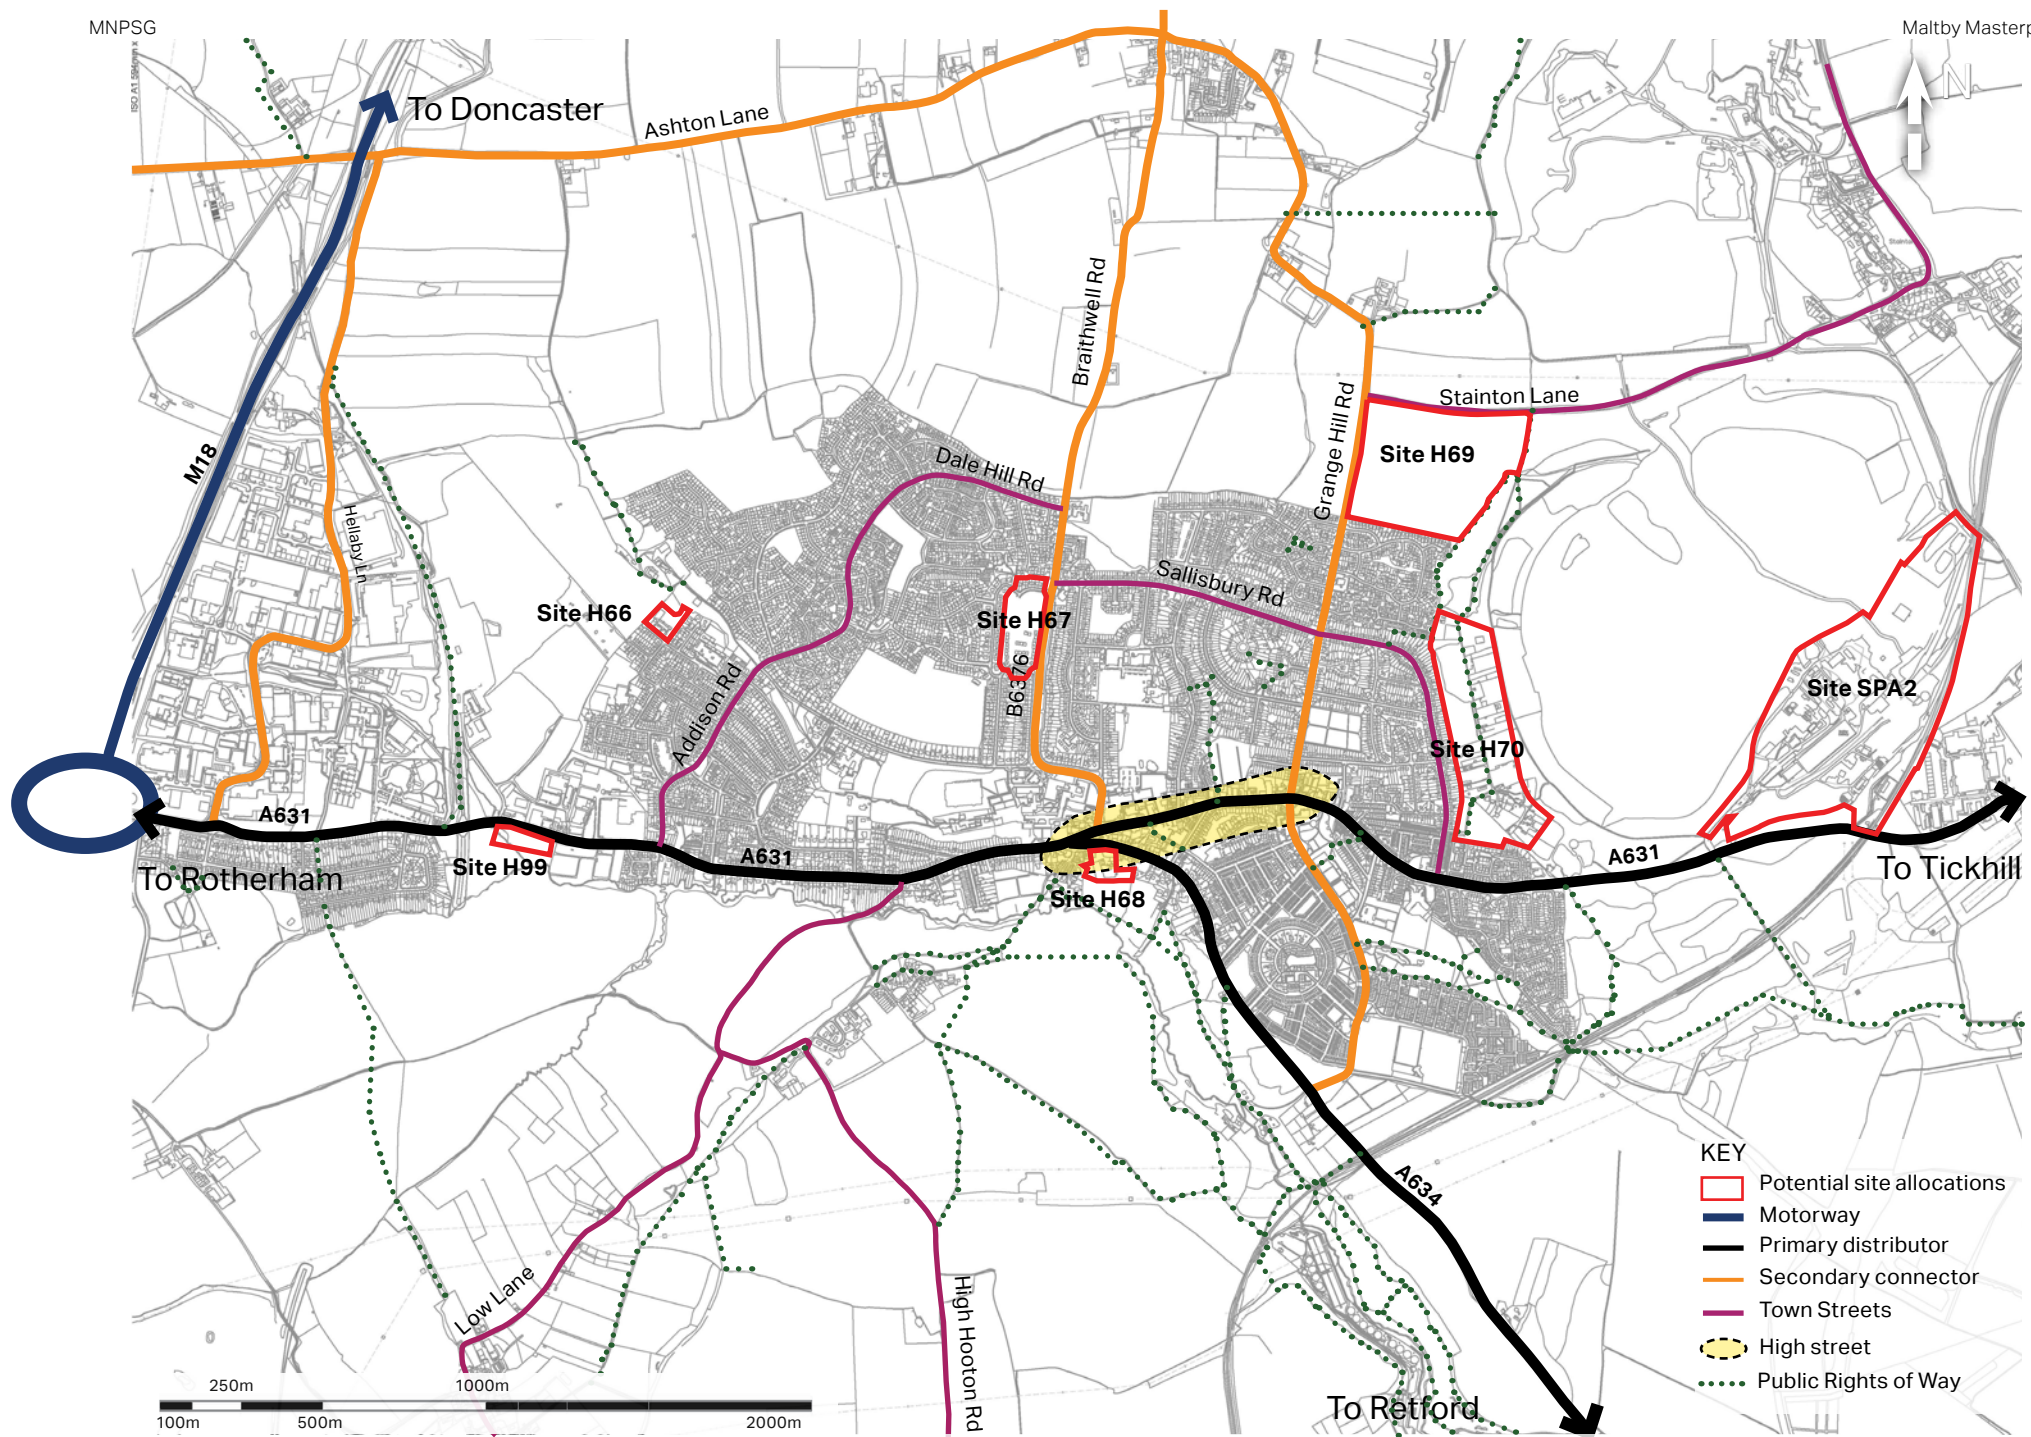 MNPSG
Maltby Masterp
To Doncaster
Ashton Lane
N
Braithwell Rd
Stainton Lane
Grange Hill Rd
Site H69
M18
Dale Hill Rd
Hellaby Ln
Sallisbury Rd
Site H66
Site H67
B6376
Addison Rd
Site SPA2
Site H70
A631
A631
A631
Site H99
To Rotherham
To Tickhill
Site H68
A634
Low Lane
High Hooton Rd
To Retford
KEY
Potential site allocations
Motorway
Primary distributor
Secondary connector
Town Streets
High street
Public Rights of Way
250m
1000m
100m
500m
2000m